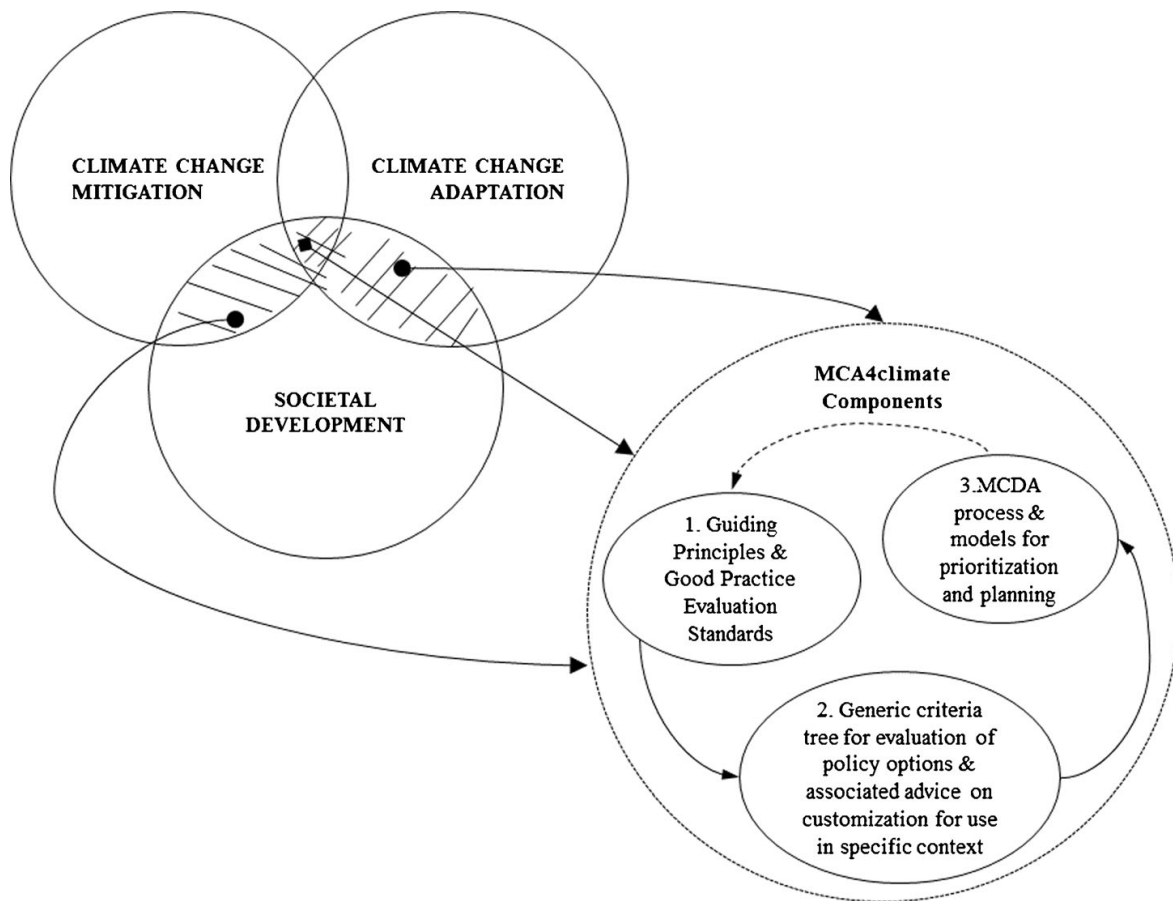 CLIMATE CHANGE
MITIGATION
CLIMATE CHANGE
ADAPTATION
SOCIETAL
DEVELOPMENT
MCA4climate
Components
1. Guiding
Principles &
Good Practice
Evaluation
Standards
2. Generic criteria
tree for evaluation of
policy options &
associated advice on
customization for use
in specific context
3.MCDA
process &
models for
prioritization
and planning